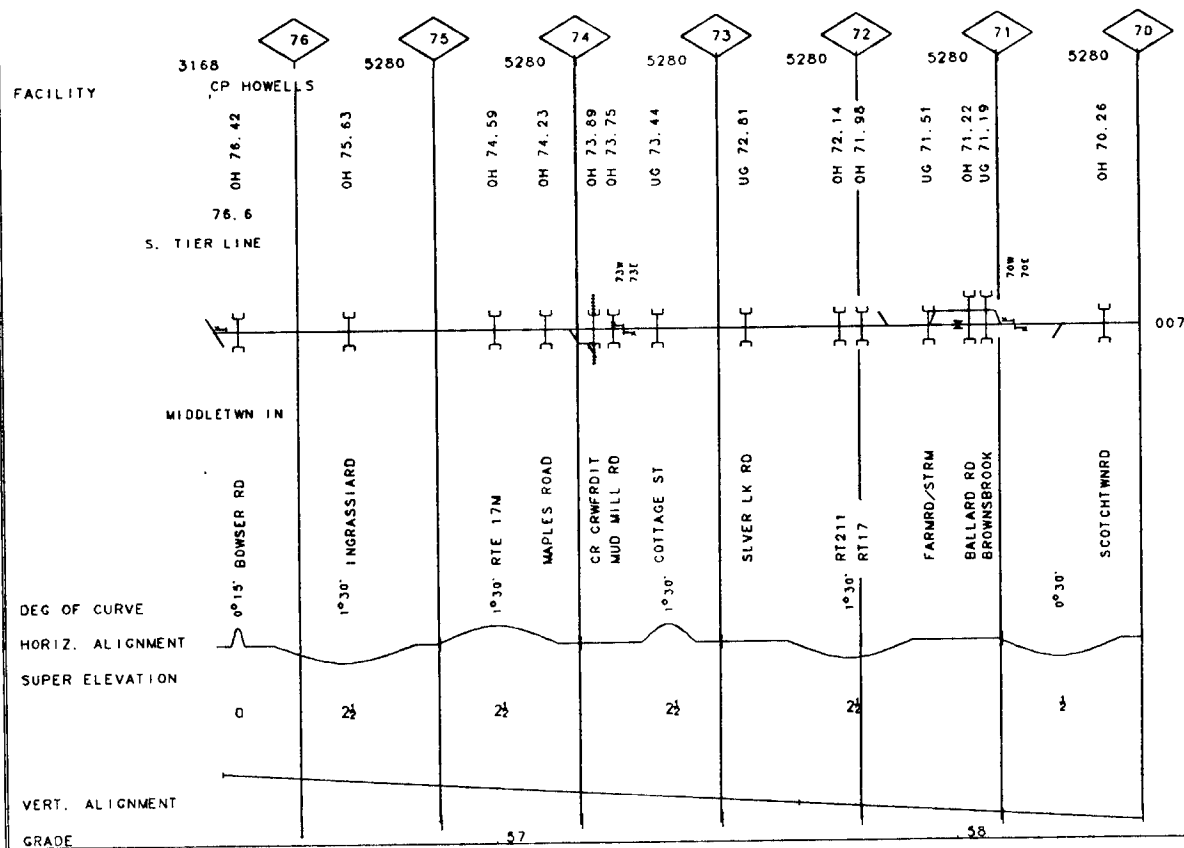 76 75 74 73 72 71 70
3168 5280 5280 5280 5280 5280 5280
FACILITY
CP HOWELLS
OH 76.42
OH 75.63
OH 74.59
OH 74.23
OH 73.89
OH 73.75
UG 73.44
UG 72.81
OH 72.14
OH 71.98
UG 71.51
OH 71.22
UG 71.19
OH 70.26
76.6
S. TIER LINE
73W
73E
70W
70E
007
MIDDLETWN IN
BOWSER RD
INGRASSIARD
RTE 17M
MAPLES ROAD
CR CRWFRDIT
MUD MILL RD
COTTAGE ST
SLVER LK RD
RT211
RT17
FARMRD/STRM
BALLARD RD
BROWNSBROOK
SCOTCHTWNRD
DEG OF CURVE
0°15' 1°30' 1°30' 1°30' 1°30' 0°30'
HORIZ. ALIGNMENT
SUPER ELEVATION
0 2½ 2½ 2½ 2½ ½
VERT. ALIGNMENT
GRADE
.57 .58